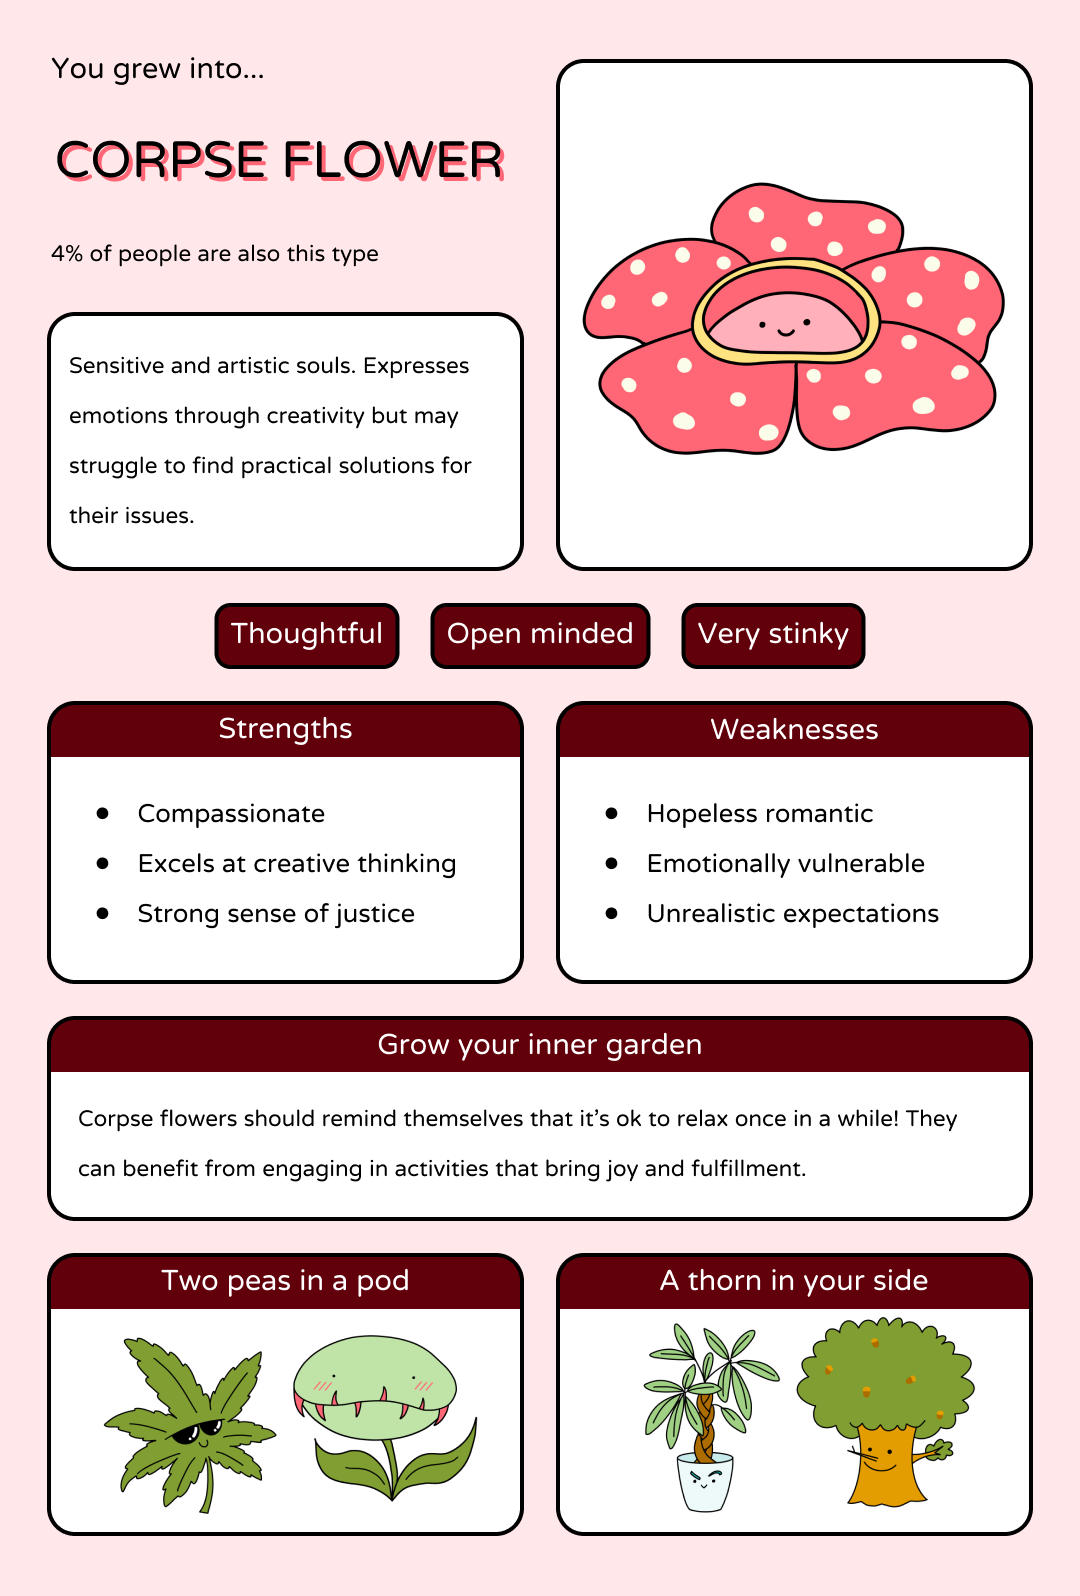 You grew into...
CORPSE FLOWER
4% of people are also this type
Sensitive and artistic souls. Expresses
emotions through creativity but may
struggle to find practical solutions for
their issues.
Thoughtful
Open minded
Very stinky
Strengths
• Compassionate
• Excels at creative thinking
• Strong sense of justice
Weaknesses
• Hopeless romantic
• Emotionally vulnerable
• Unrealistic expectations
Grow your inner garden
Corpse flowers should remind themselves that it’s ok to relax once in a while! They
can benefit from engaging in activities that bring joy and fulfillment.
Two peas in a pod
A thorn in your side